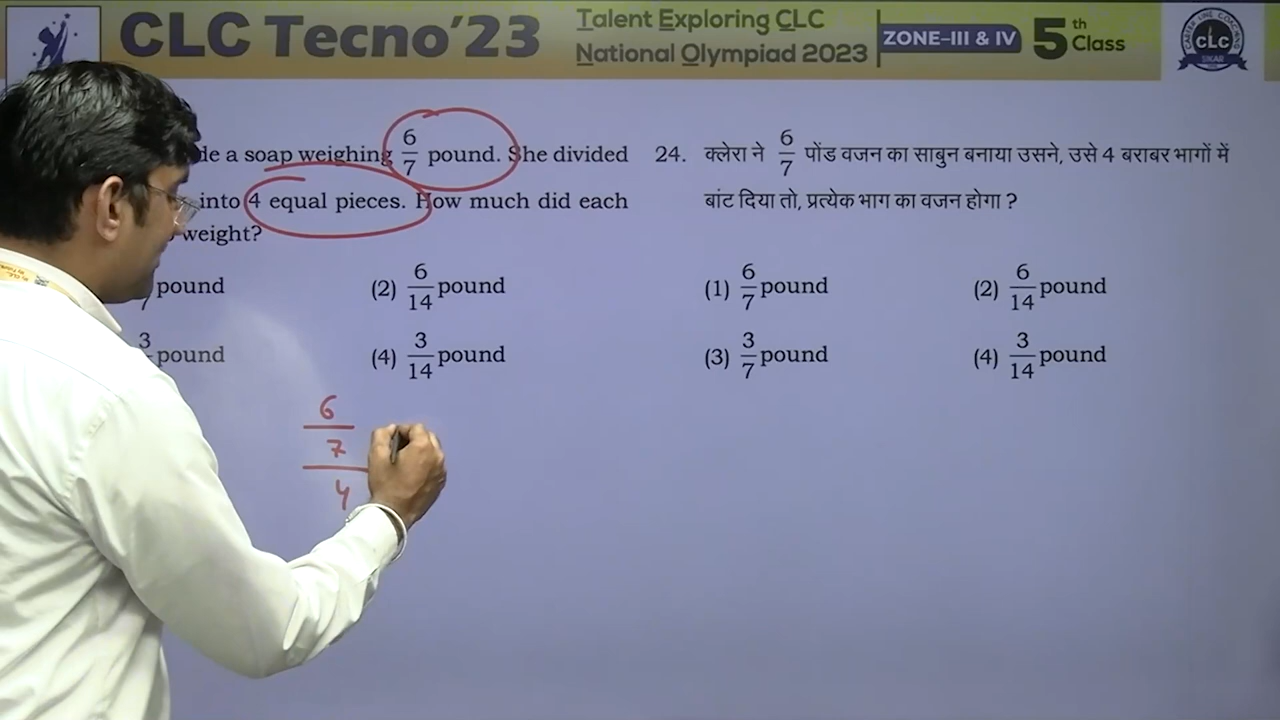 CLC Tecno'23
Talent Exploring CLC
National Olympiad 2023
ZONE–III & IV
5th Class
CLC
SIKAR
a soap weighing 6/7 pound. She divided
into 4 equal pieces. How much did each
weight?
7 pound
(2) 6/14 pound
3 pound
(4) 3/14 pound
24. क्लेरा ने 6/7 पोंड वजन का साबुन बनाया उसने, उसे 4 बराबर भागों में
बांट दिया तो, प्रत्येक भाग का वजन होगा ?
(1) 6/7 pound
(2) 6/14 pound
(3) 3/7 pound
(4) 3/14 pound
6
7
4